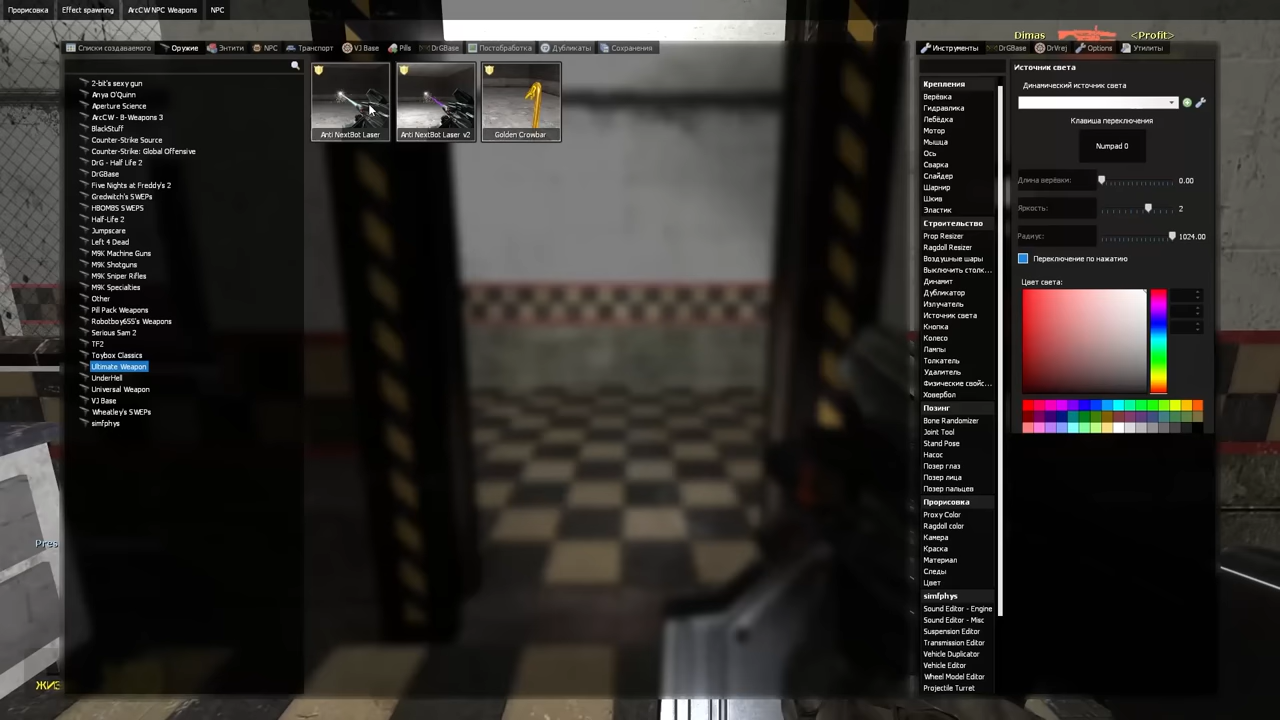 Прорисовка
Effect spawning
ArcCW NPC Weapons
NPC
Dimas
<Profit>
Списки создаваемого
Оружие
Энтити
NPC
Транспорт
VJ Base
Pills
DrGBase
Постобработка
Дубликаты
Сохранения
2-bit's sexy gun
Anya O'Quinn
Aperture Science
ArcCW - B-Weapons 3
BlackStuff
Counter-Strike Source
Counter-Strike: Global Offensive
DrG - Half Life 2
DrGBase
Five Nights at Freddy's 2
Gredwitch's SWEPs
HBOMBS SWEPS
Half-Life 2
Jumpscare
Left 4 Dead
M9K Machine Guns
M9K Shotguns
M9K Sniper Rifles
M9K Specialties
Other
Pill Pack Weapons
Robotboy655's Weapons
Serious Sam 2
TF2
Toybox Classics
Ultimate Weapon
UnderHell
Universal Weapon
VJ Base
Wheatley's SWEPs
simfphys
Anti NextBot Laser
Anti NextBot Laser v2
Golden Crowbar
Pres
ЖИЗ
Инструменты
DrGBase
DrVrej
Options
Утилиты
Крепления
Верёвка
Гидравлика
Лебёдка
Мотор
Мышца
Ось
Сварка
Слайдер
Шарнир
Шкив
Эластик
Строительство
Prop Resizer
Ragdoll Resizer
Воздушные шары
Выключить столк...
Динамит
Дубликатор
Излучатель
Источник света
Кнопка
Колесо
Лампы
Толкатель
Удалитель
Физические свойс...
Ховербол
Позинг
Bone Randomizer
Joint Tool
Stand Pose
Насос
Позер глаз
Позер лица
Позер пальцев
Прорисовка
Proxy Color
Ragdoll color
Камера
Краска
Материал
Следы
Цвет
simfphys
Sound Editor - Engine
Sound Editor - Misc
Suspension Editor
Transmission Editor
Vehicle Duplicator
Vehicle Editor
Wheel Model Editor
Projectile Turret
Источник света
Динамический источник света
Клавиша переключения
Numpad 0
Длина верёвки:
0.00
Яркость:
2
Радиус:
1024.00
Переключение по нажатию
Цвет света: